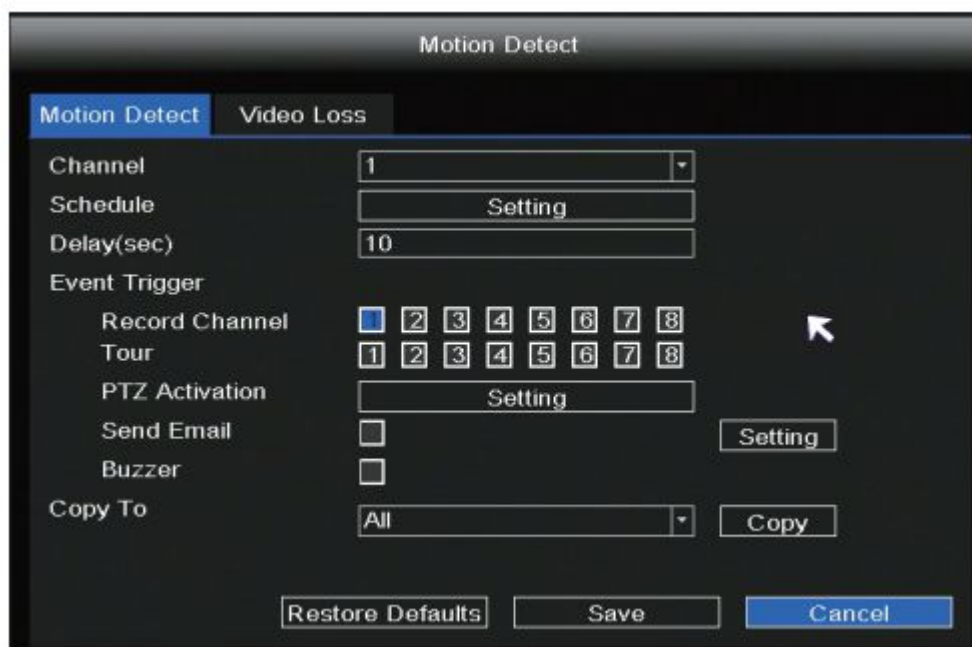 Motion Detect
Motion Detect Video Loss
Channel 1
Schedule Setting
Delay(sec) 10
Event Trigger
Record Channel 1 2 3 4 5 6 7 8
Tour 1 2 3 4 5 6 7 8
PTZ Activation Setting
Send Email Setting
Buzzer
Copy To All Copy
Restore Defaults Save Cancel